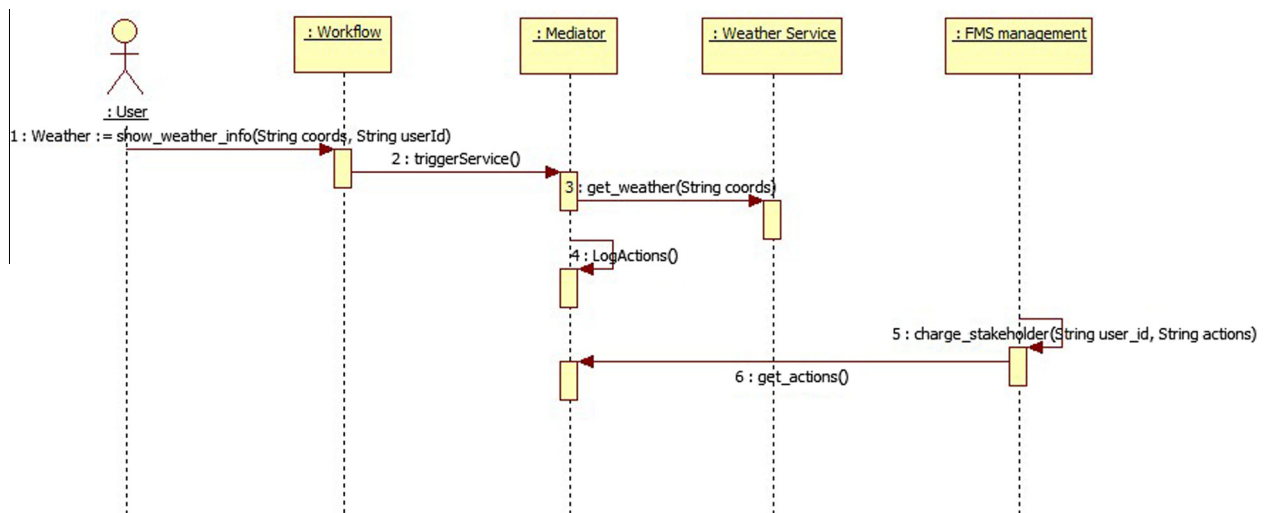 : Workflow
: Mediator
: Weather Service
: FMS management
: User
1 : Weather := show_weather_info(String coords, String userId)
2 : triggerService()
3 : get_weather(String coords)
4 : LogActions()
5 : charge_stakeholder(String user_id, String actions)
6 : get_actions()